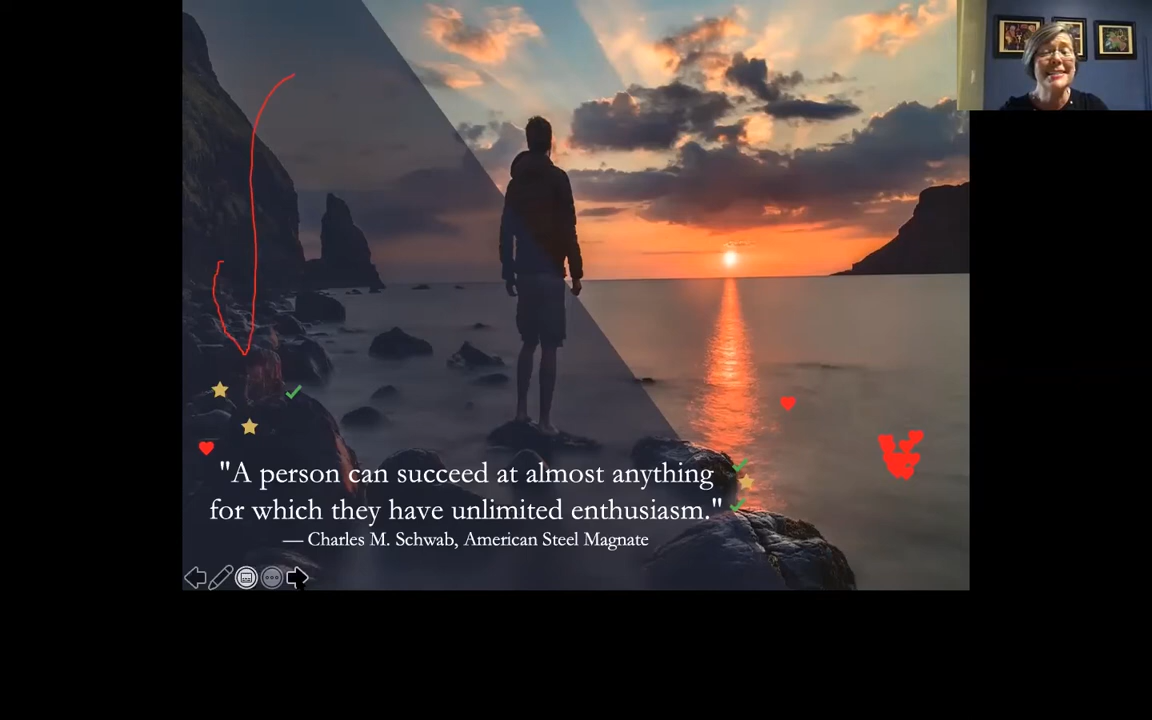 "A person can succeed at almost anything
for which they have unlimited enthusiasm."
— Charles M. Schwab, American Steel Magnate